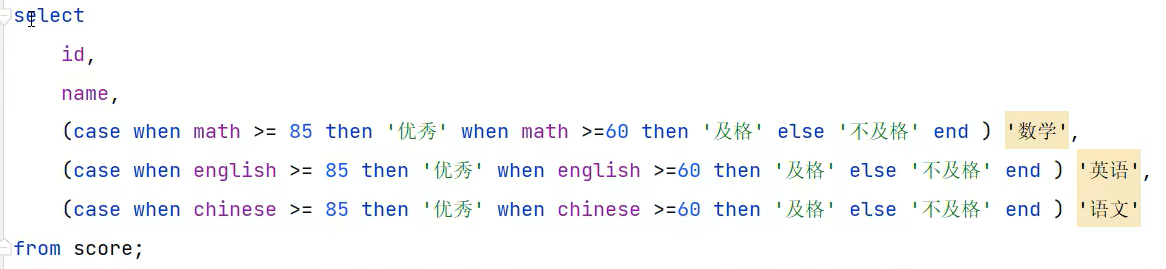 select
    id,
    name,
    (case when math >= 85 then '优秀' when math >=60 then '及格' else '不及格' end ) '数学',
    (case when english >= 85 then '优秀' when english >=60 then '及格' else '不及格' end ) '英语',
    (case when chinese >= 85 then '优秀' when chinese >=60 then '及格' else '不及格' end ) '语文'
from score;